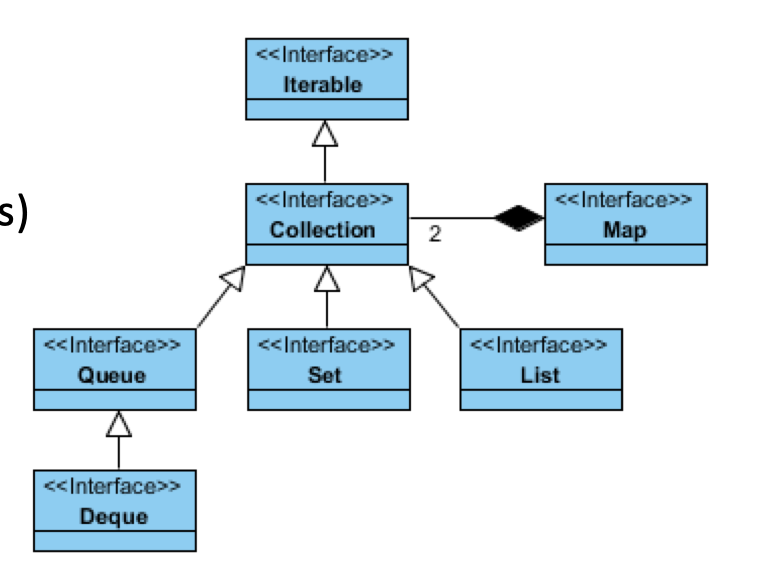 <<Interface>>
Iterable
s)
<<Interface>>
Collection
2
<<Interface>>
Map
<<Interface>>
Queue
<<Interface>>
Set
<<Interface>>
List
<<Interface>>
Deque